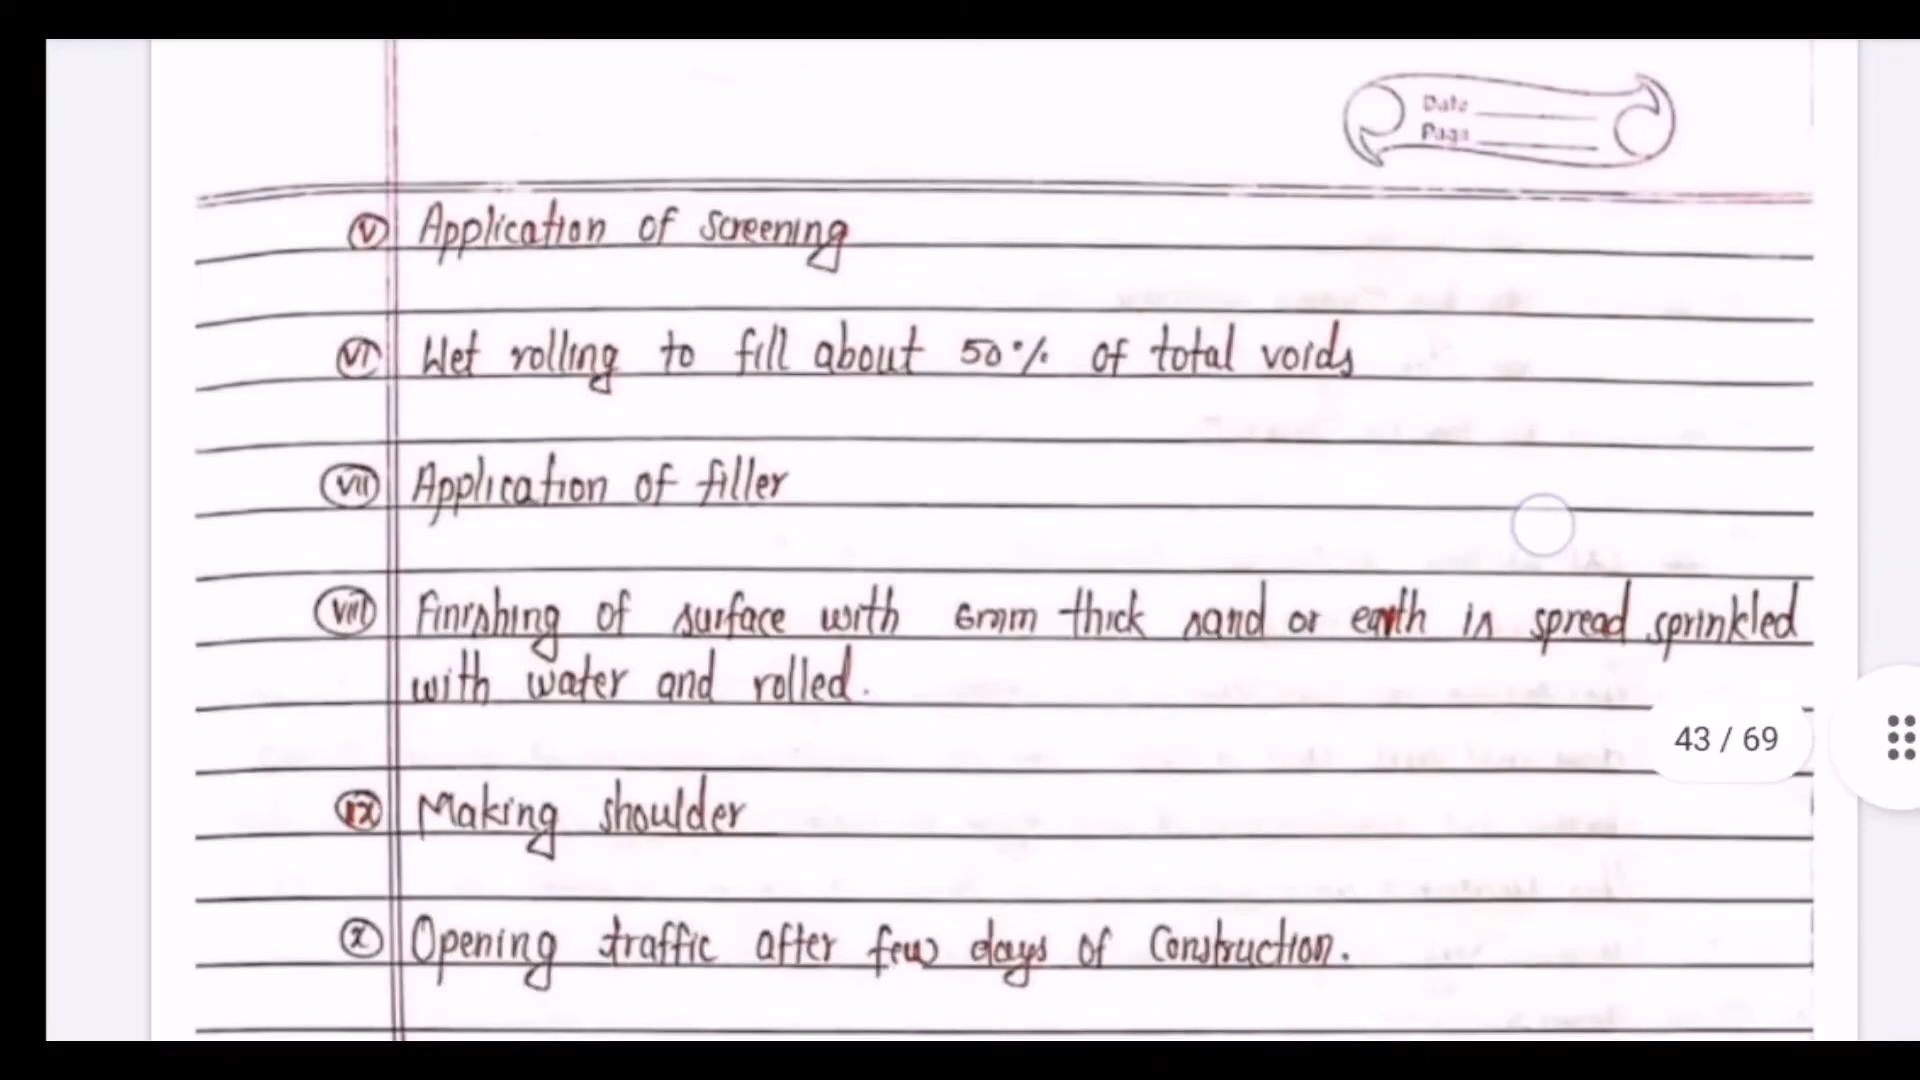 Date
Page
v Application of screening
vi Wet rolling to fill about 50% of total voids
vii Application of filler
viii Finishing of surface with 6mm thick sand or earth is spread sprinkled
with water and rolled.
43 / 69
ix Making shoulder
x Opening traffic after few days of construction.